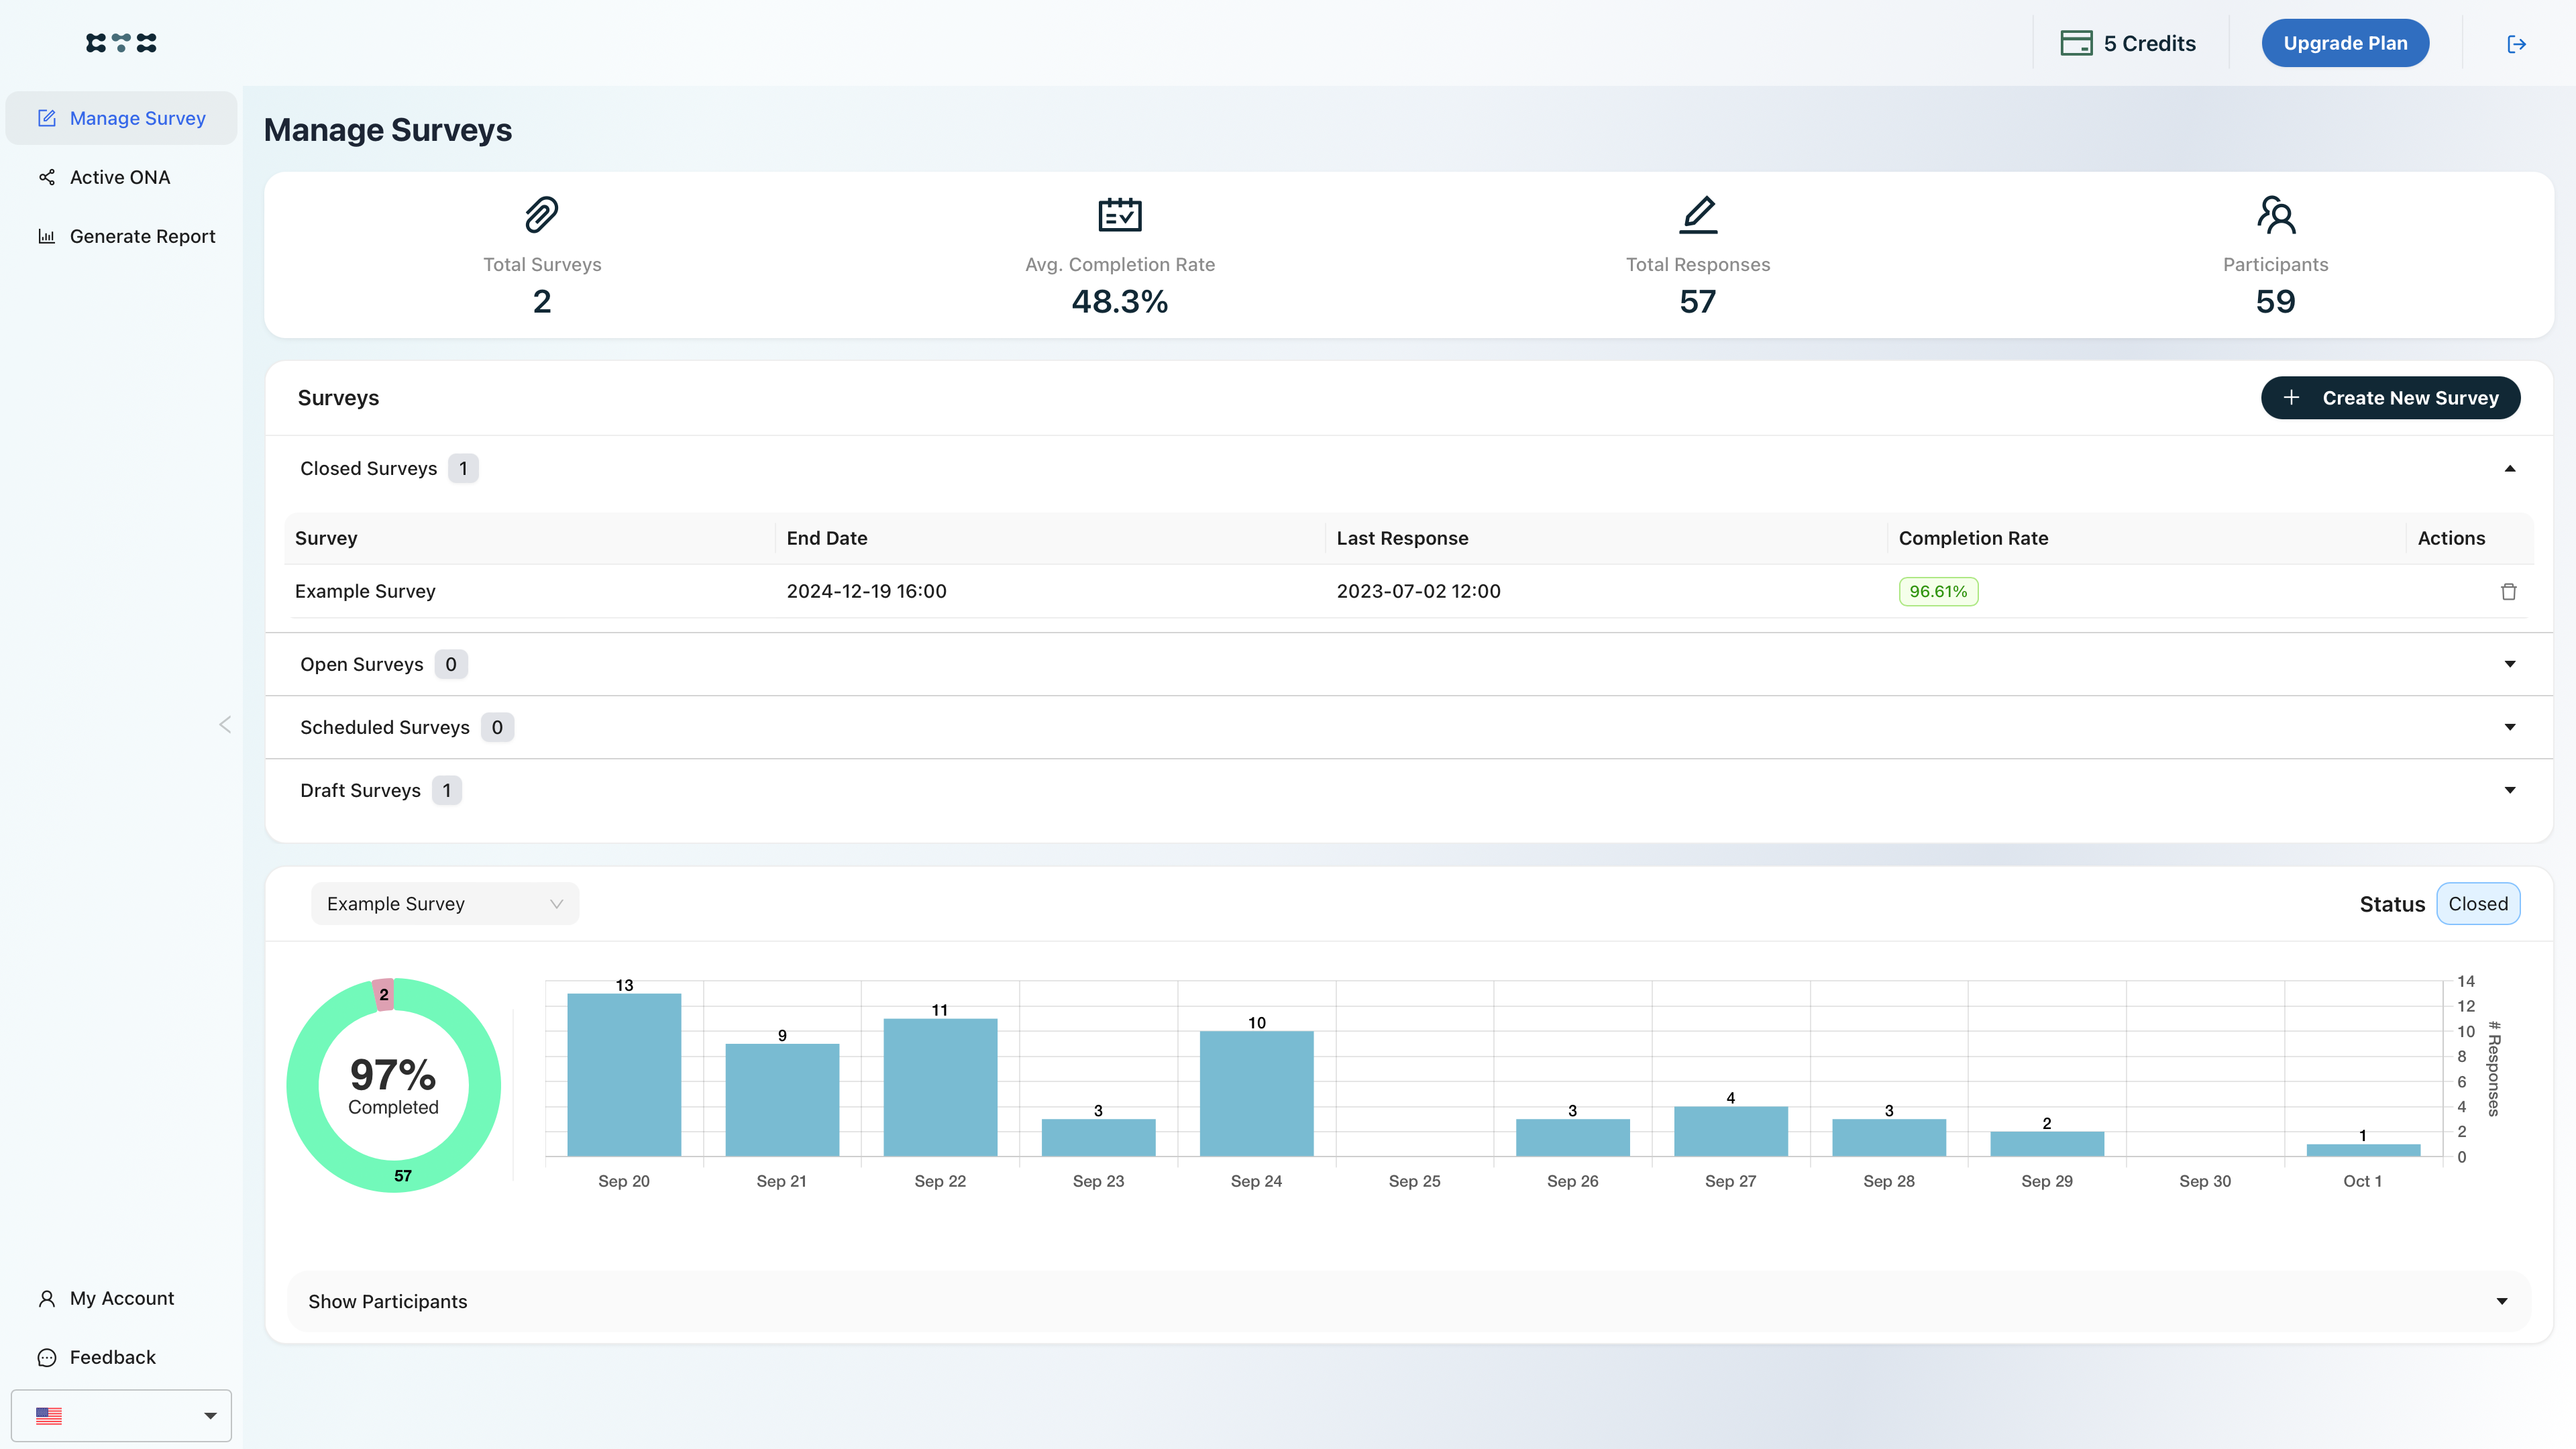 5 Credits
Upgrade Plan
Manage Survey
Active ONA
Generate Report
Manage Surveys
Total Surveys
2
Avg. Completion Rate
48.3%
Total Responses
57
Participants
59
Surveys
Create New Survey
Closed Surveys 1
Survey End Date Last Response Completion Rate Actions
Example Survey 2024-12-19 16:00 2023-07-02 12:00 96.61%
Open Surveys 0
Scheduled Surveys 0
Draft Surveys 1
Example Survey
Status Closed
2
97%
Completed
57
13 9 11 3 10 3 4 3 2 1
14
12
10
8
6
4
2
0
# Responses
Sep 20 Sep 21 Sep 22 Sep 23 Sep 24 Sep 25 Sep 26 Sep 27 Sep 28 Sep 29 Sep 30 Oct 1
Show Participants
My Account
Feedback